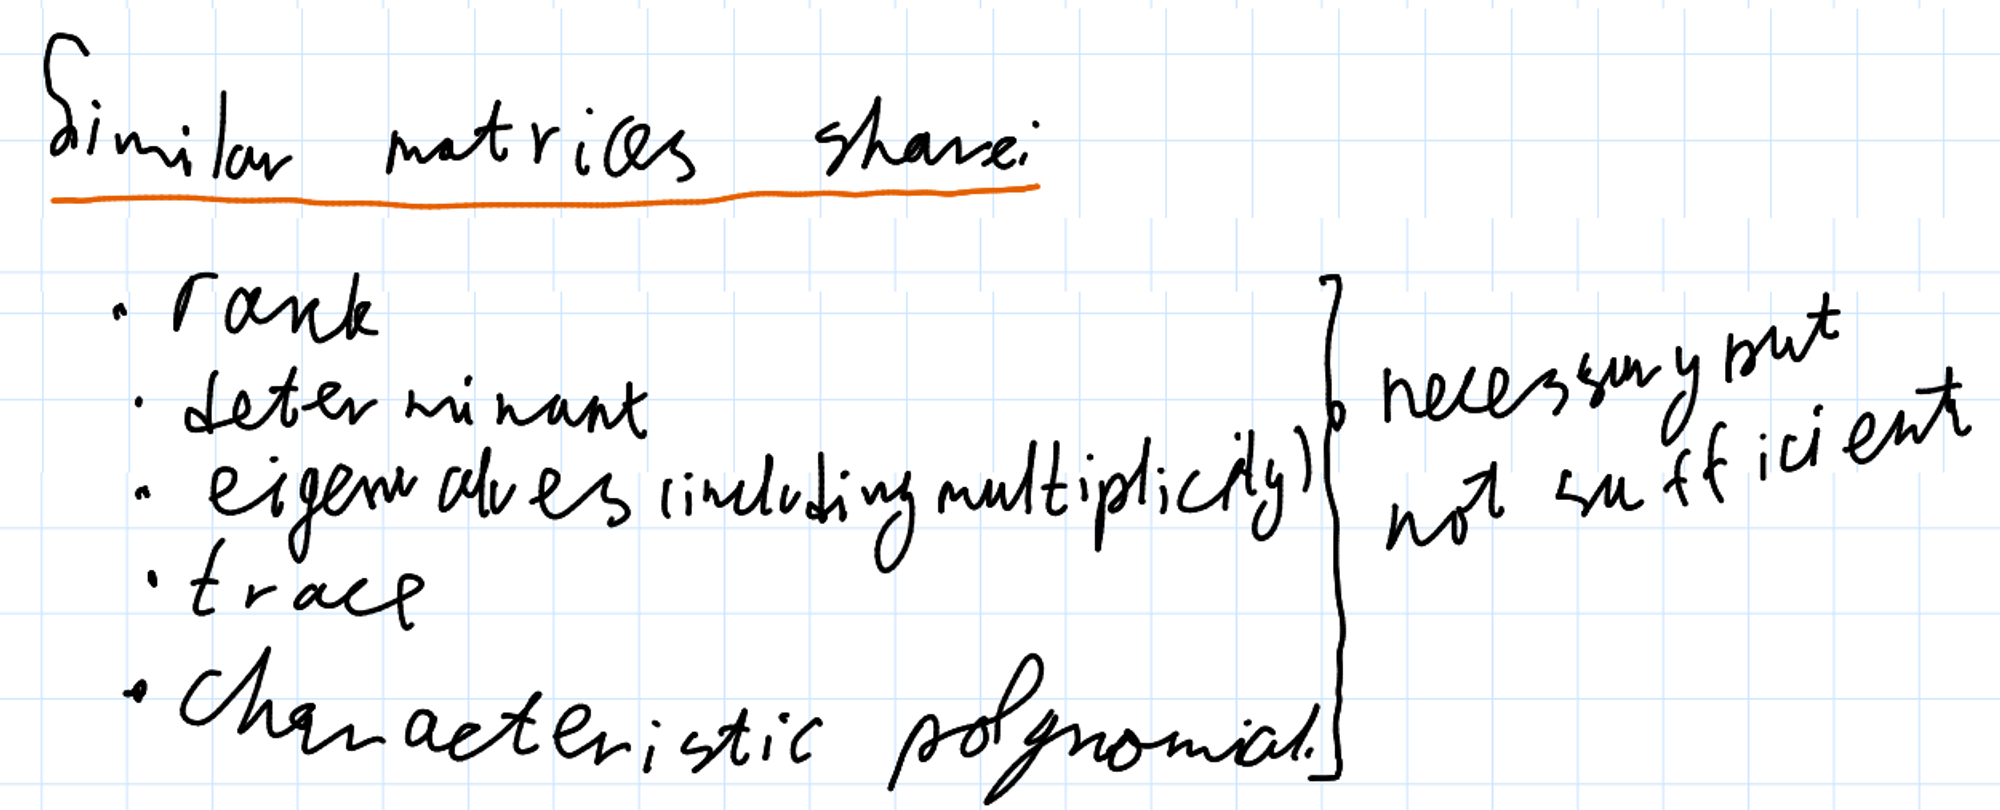 Similar matrices share:
• rank
• determinant
• eigenvalues (including multiplicity)
• trace
• characteristic polynomial.
necessary but
not sufficient